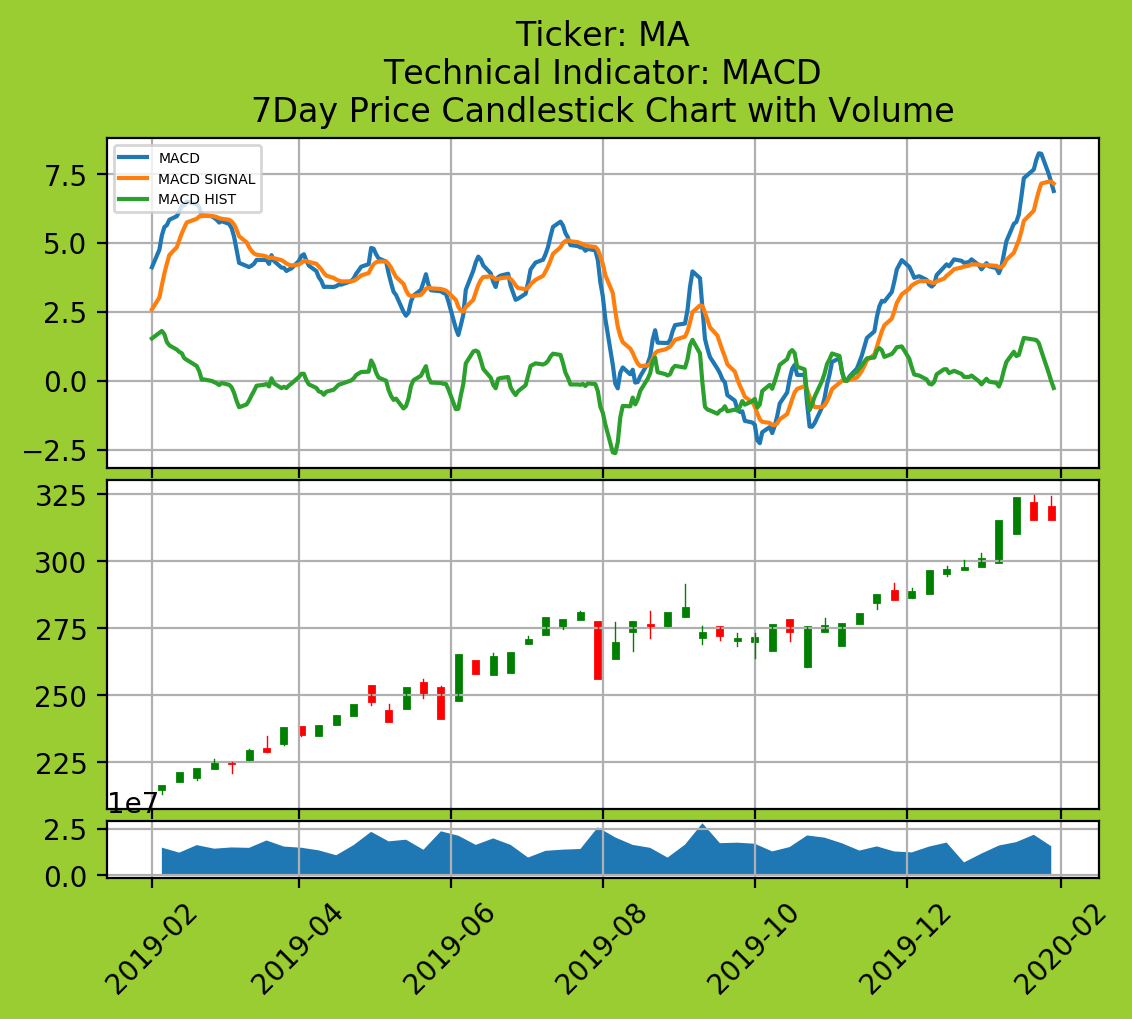 Ticker: MA
Technical Indicator: MACD
7Day Price Candlestick Chart with Volume
MACD
MACD SIGNAL
MACD HIST
7.5
5.0
2.5
0.0
−2.5
325
300
275
250
225
1e7
2.5
0.0
2019-02
2019-04
2019-06
2019-08
2019-10
2019-12
2020-02